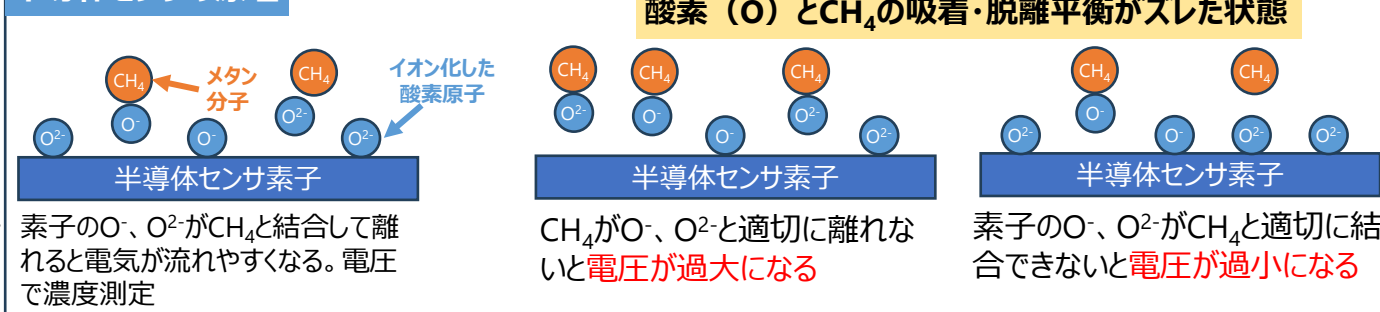 酸素（O）とCH₄の吸着・脱離平衡がズレた状態
CH₄
メタン
分子
CH₄
イオン化した
酸素原子
O²⁻
O⁻
O⁻
O²⁻
O²⁻
半導体センサ素子
素子のO⁻、O²⁻がCH₄と結合して離
れると電気が流れやすくなる。電圧
で濃度測定
CH₄
CH₄
CH₄
O²⁻
O⁻
O⁻
O²⁻
O²⁻
半導体センサ素子
CH₄がO⁻、O²⁻と適切に離れな
いと電圧が過大になる
CH₄
CH₄
O²⁻
O⁻
O⁻
O²⁻
O²⁻
半導体センサ素子
素子のO⁻、O²⁻がCH₄と適切に結
合できないと電圧が過小になる